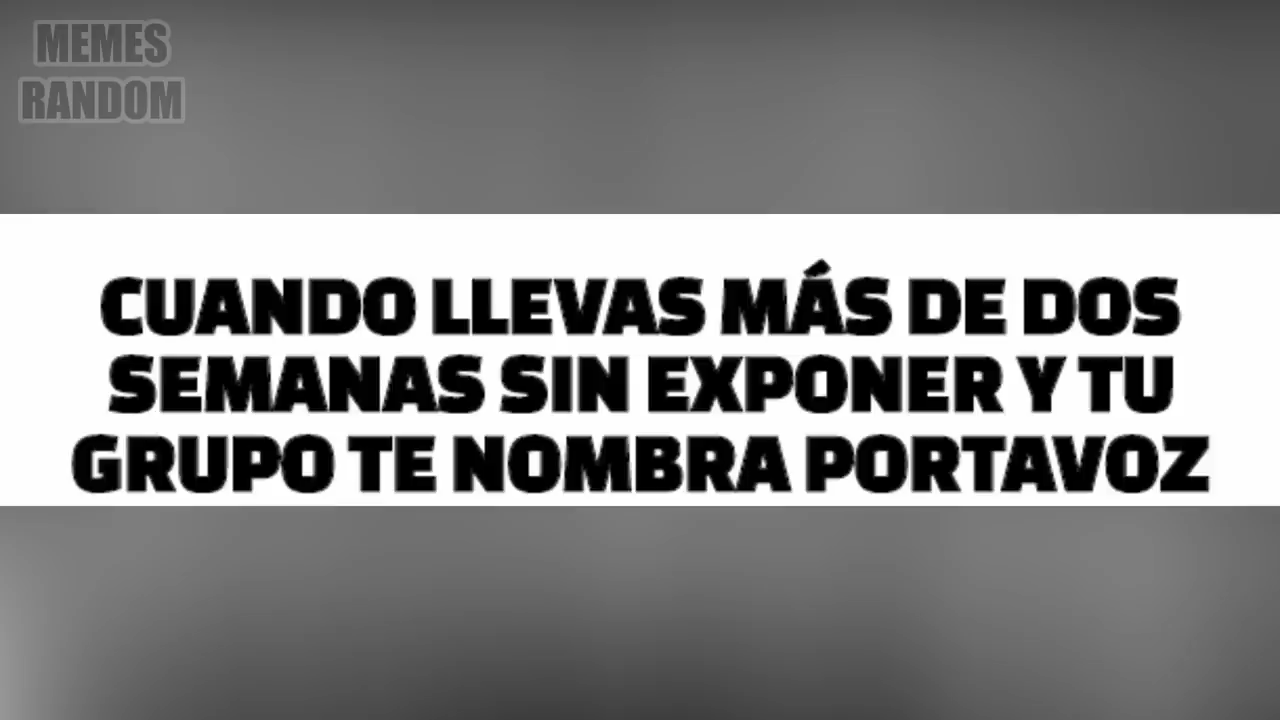 MEMES
RANDOM
CUANDO LLEVAS MÁS DE DOS
SEMANAS SIN EXPONER Y TU
GRUPO TE NOMBRA PORTAVOZ